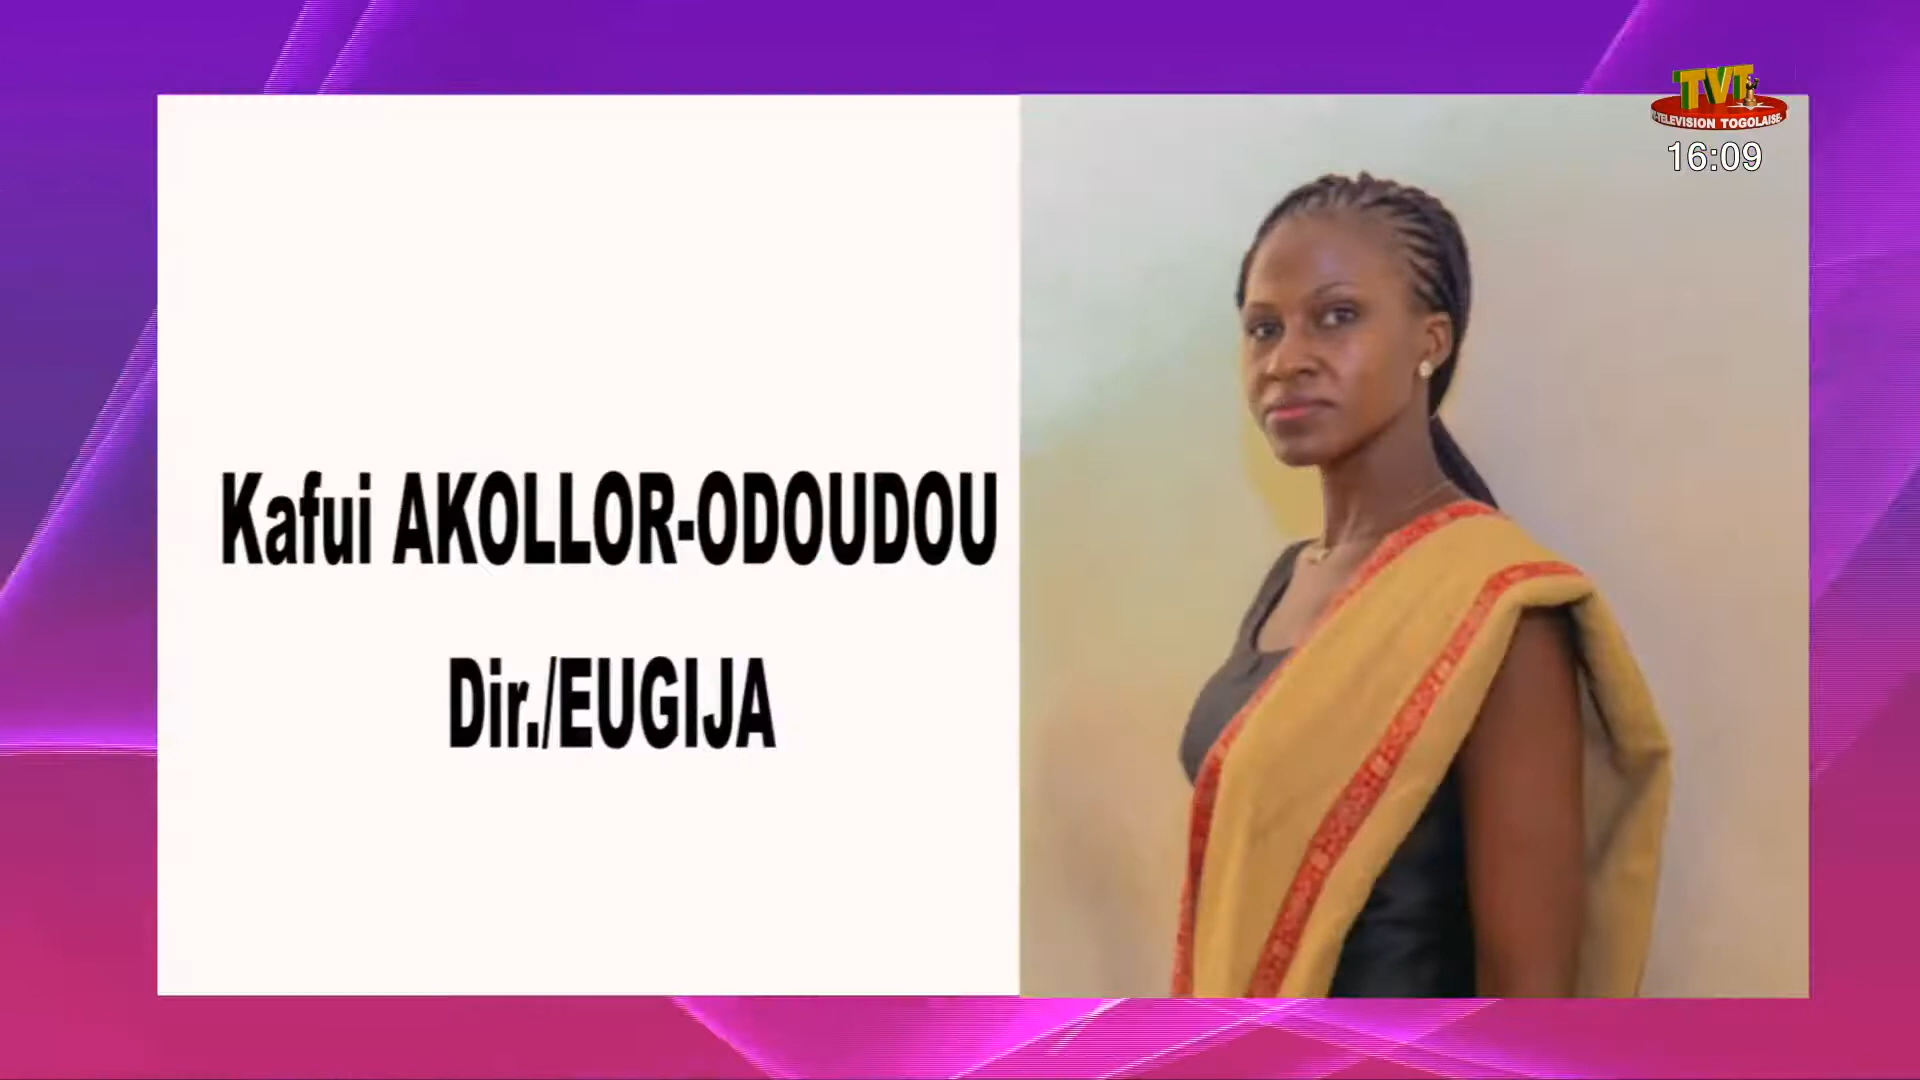 TVT
TELEVISION TOGOLAISE
16:09
Kafui AKOLLOR-ODOUDOU
Dir./EUGIJA